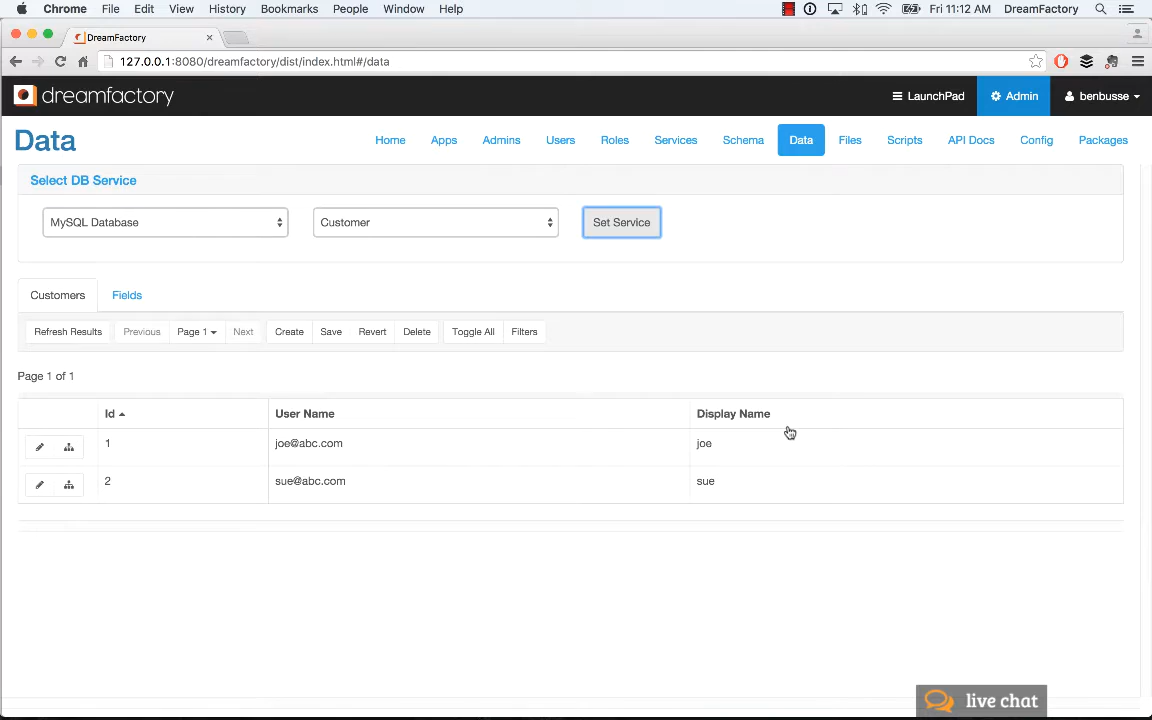 Chrome File Edit View History Bookmarks People Window Help Fri 11:12 AM DreamFactory
DreamFactory
127.0.0.1:8080/dreamfactory/dist/index.html#/data
dreamfactory LaunchPad Admin benbusse
Data Home Apps Admins Users Roles Services Schema Data Files Scripts API Docs Config Packages
Select DB Service
MySQL Database Customer Set Service
Customers Fields
Refresh Results Previous Page 1 Next Create Save Revert Delete Toggle All Filters
Page 1 of 1
Id User Name Display Name
1 joe@abc.com joe
2 sue@abc.com sue
live chat